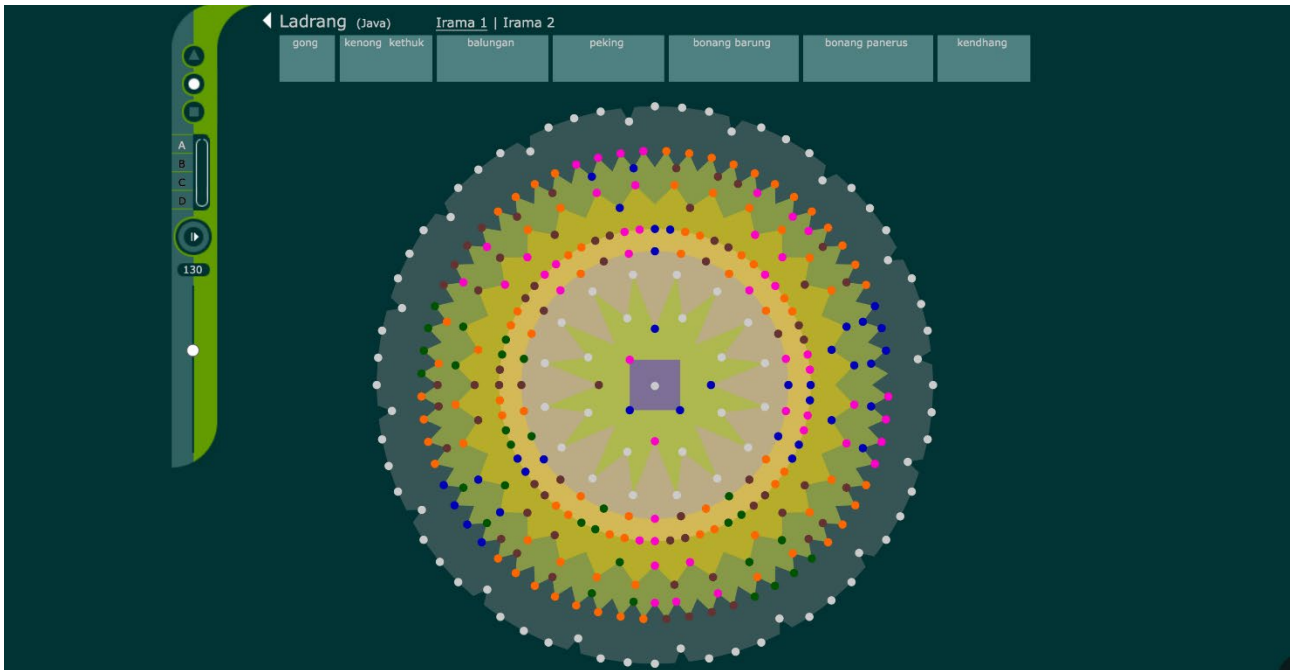 Ladrang (Java) Irama 1 | Irama 2
gong kenong kethuk balungan peking bonang barung bonang panerus kendhang
A
B
C
D
130